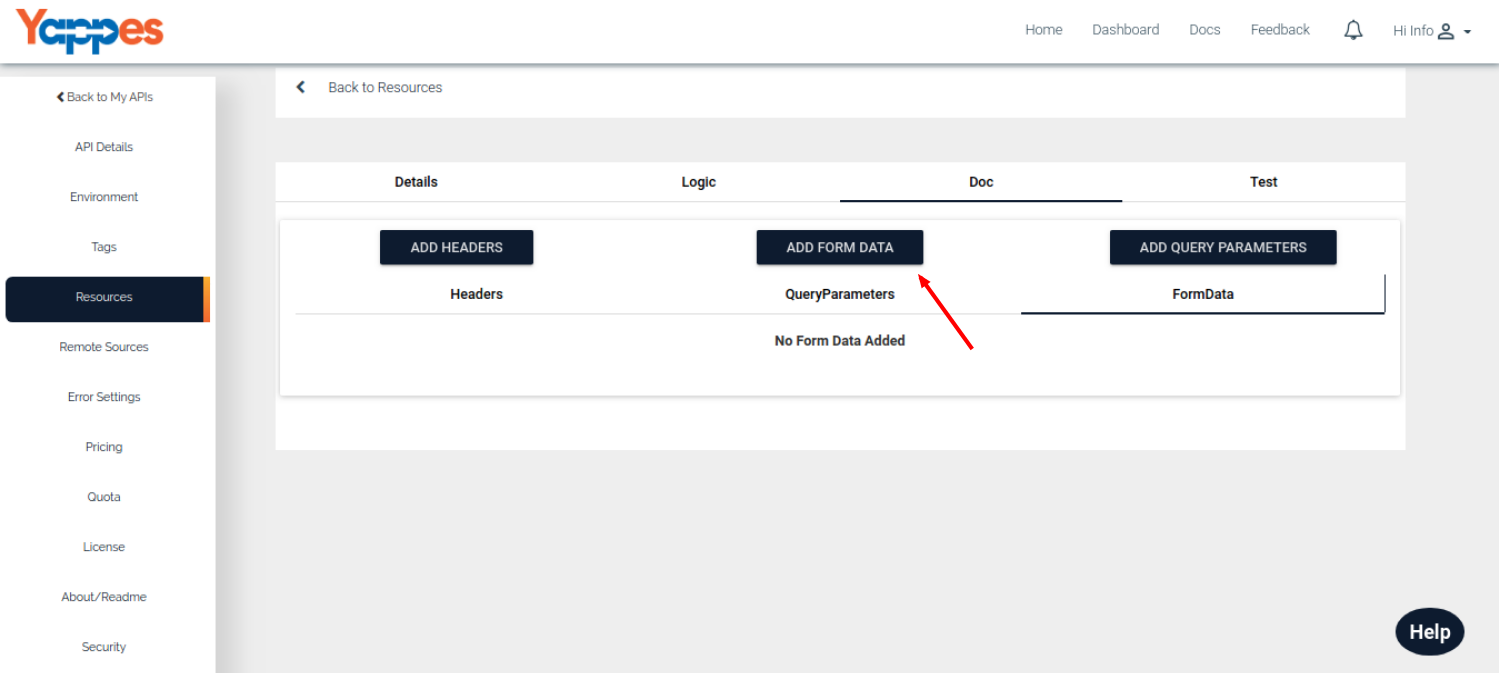 Yappes
Home Dashboard Docs Feedback Hi Info
Back to My APIs
API Details
Environment
Tags
Resources
Remote Sources
Error Settings
Pricing
Quota
License
About/Readme
Security
Back to Resources
Details Logic Doc Test
ADD HEADERS ADD FORM DATA ADD QUERY PARAMETERS
Headers QueryParameters FormData
No Form Data Added
Help